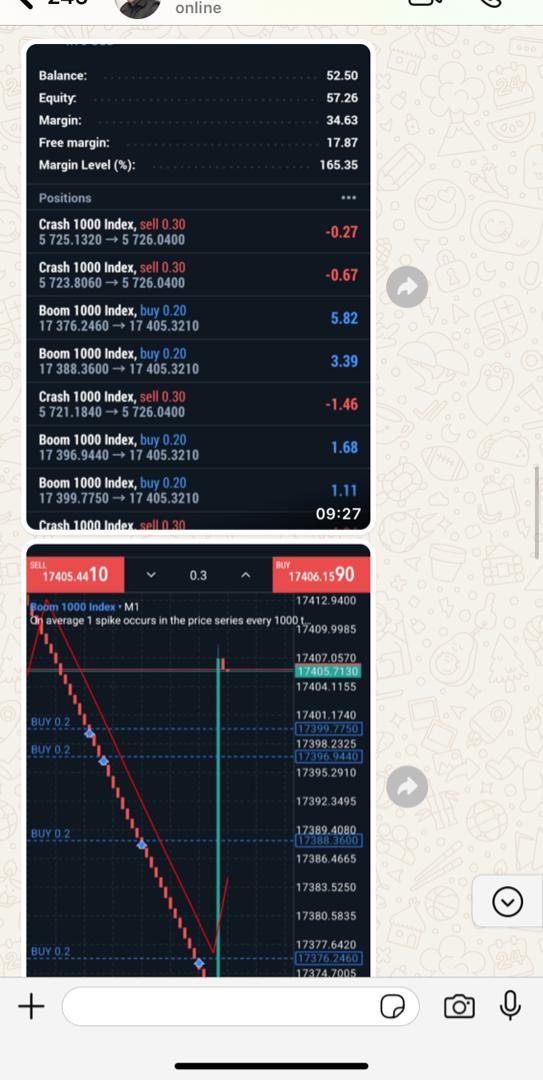 online
Balance: 52.50
Equity: 57.26
Margin: 34.63
Free margin: 17.87
Margin Level (%): 165.35
Positions
Crash 1000 Index, sell 0.30
5 725.1320 → 5 726.0400
-0.27
Crash 1000 Index, sell 0.30
5 723.8060 → 5 726.0400
-0.67
Boom 1000 Index, buy 0.20
17 376.2460 → 17 405.3210
5.82
Boom 1000 Index, buy 0.20
17 388.3600 → 17 405.3210
3.39
Crash 1000 Index, sell 0.30
5 721.1840 → 5 726.0400
-1.46
Boom 1000 Index, buy 0.20
17 396.9440 → 17 405.3210
1.68
Boom 1000 Index, buy 0.20
17 399.7750 → 17 405.3210
1.11
Crash 1000 Index, sell 0.30
09:27
SELL
17405.4410
0.3
BUY
17406.1590
Boom 1000 Index • M1
On average 1 spike occurs in the price series every 1000 t...
17412.9400
17409.9985
17407.0570
17405.7130
17404.1155
17401.1740
BUY 0.2
17399.7750
17398.2325
BUY 0.2
17396.9440
17395.2910
17392.3495
17389.4080
BUY 0.2
17388.3600
17386.4665
17383.5250
17380.5835
17377.6420
BUY 0.2
17376.2460
17374.7005